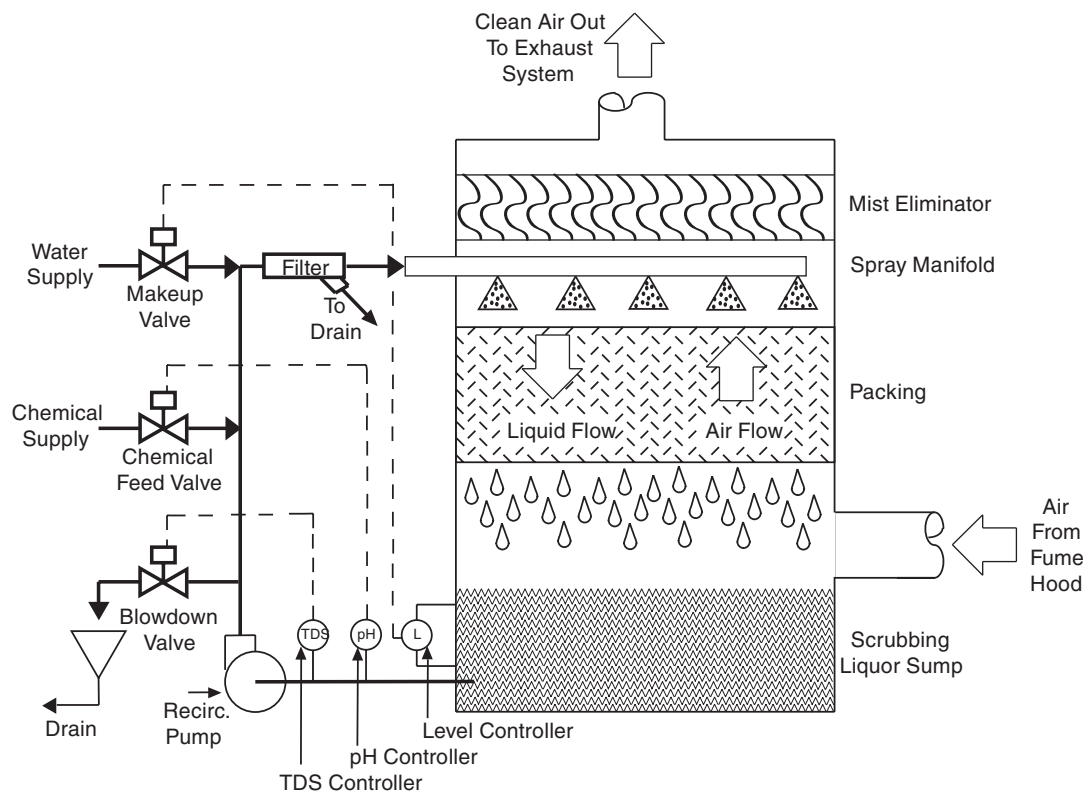 Clean Air Out
To Exhaust
System
Mist Eliminator
Water
Supply
Makeup
Valve
Filter
To
Drain
Spray Manifold
Packing
Liquid Flow
Air Flow
Chemical
Supply
Chemical
Feed Valve
Air
From
Fume
Hood
Blowdown
Valve
TDS
pH
L
Scrubbing
Liquor Sump
Drain
Recirc.
Pump
Level Controller
pH Controller
TDS Controller